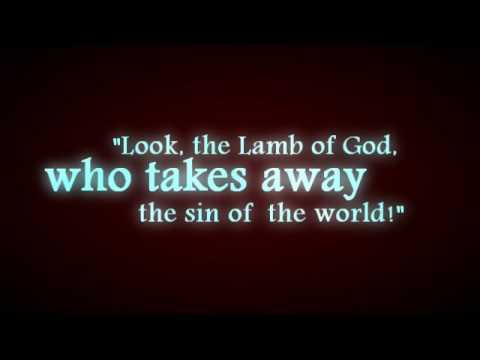 "Look, the Lamb of God,
who takes away
the sin of the world!"